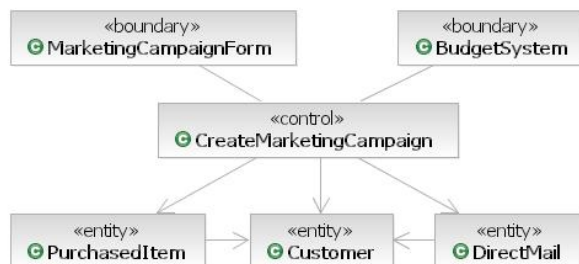 «boundary»
MarketingCampaignForm
«boundary»
BudgetSystem
«control»
CreateMarketingCampaign
«entity»
PurchasedItem
«entity»
Customer
«entity»
DirectMail